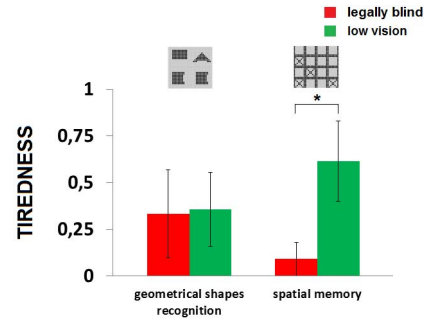 legally blind
low vision
*
TIREDNESS
1
0,75
0,5
0,25
0
geometrical shapes
recognition
spatial memory